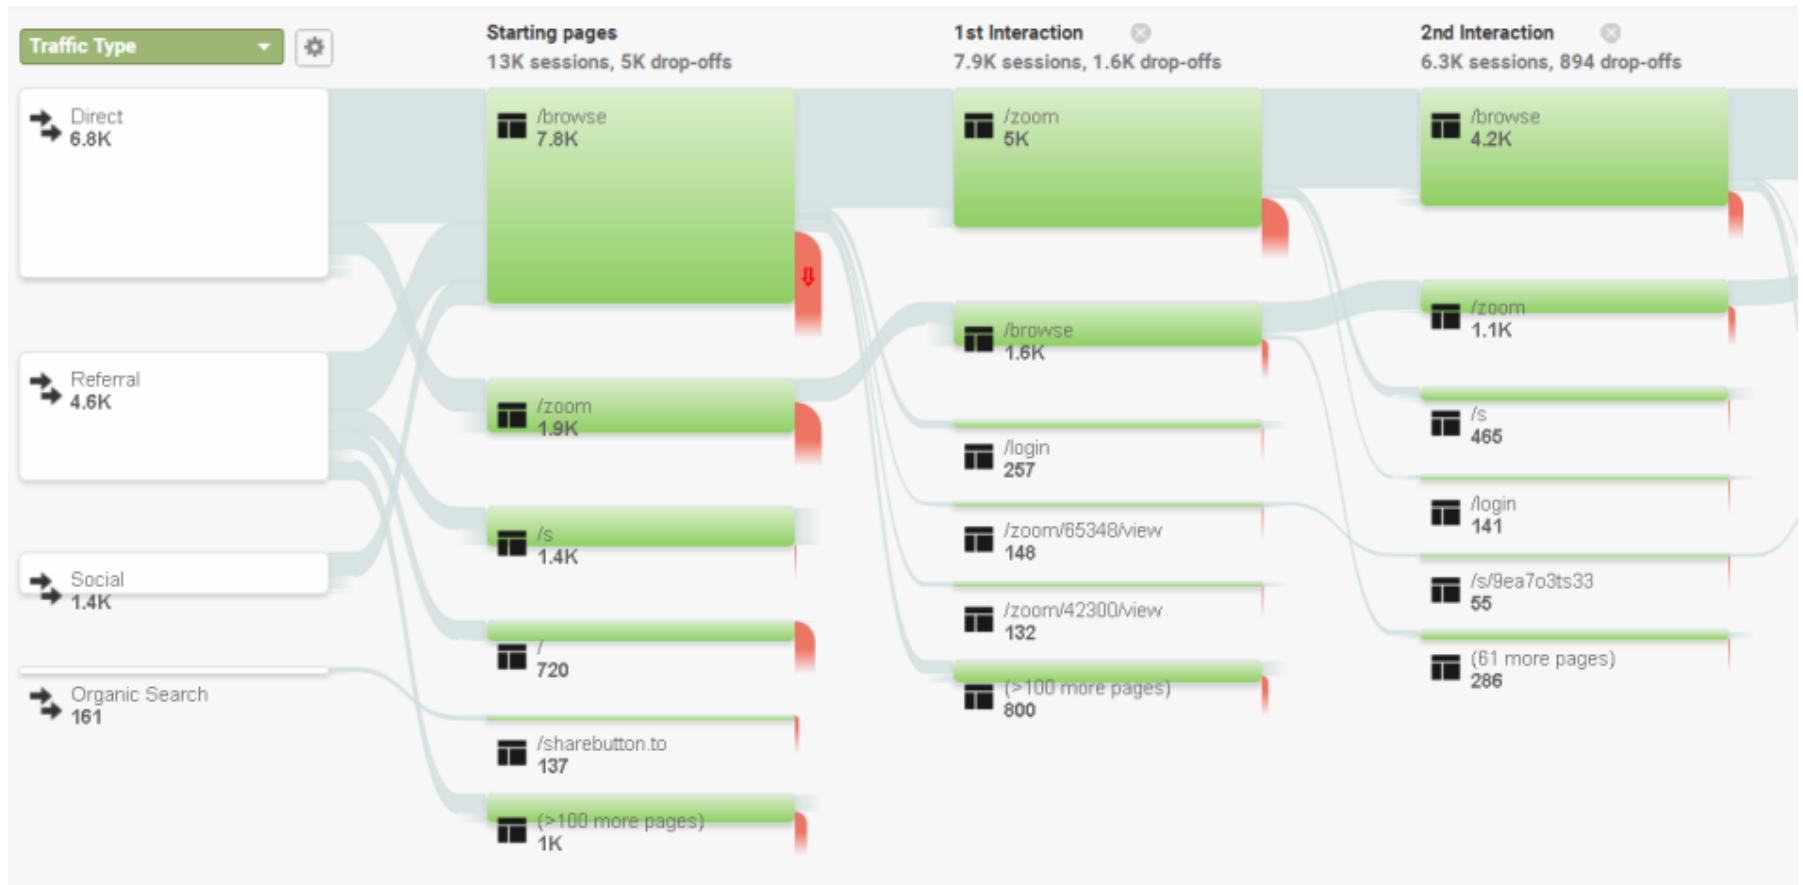 Traffic Type
Direct
6.8K
Referral
4.6K
Social
1.4K
Organic Search
161
Starting pages
13K sessions, 5K drop-offs
/browse
7.8K
/zoom
1.9K
/s
1.4K
/
720
/sharebutton.to
137
(>100 more pages)
1K
1st Interaction
7.9K sessions, 1.6K drop-offs
/zoom
5K
/browse
1.6K
/login
257
/zoom/65348/view
148
/zoom/42300/view
132
(>100 more pages)
800
2nd Interaction
6.3K sessions, 894 drop-offs
/browse
4.2K
/zoom
1.1K
/s
465
/login
141
/s/9ea7o3ts33
55
(61 more pages)
286